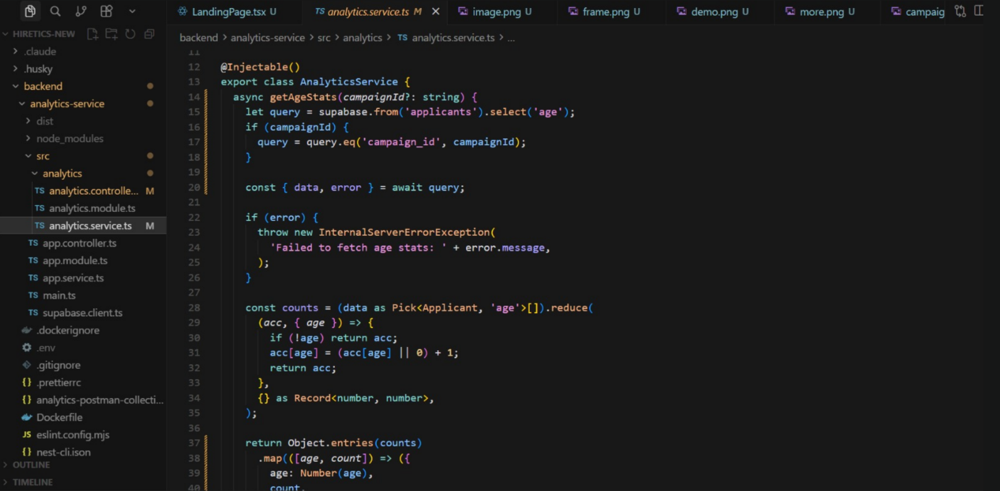 LandingPage.tsx U
TS analytics.service.ts M
image.png U
frame.png U
demo.png U
more.png U
campaig
HIRETICS-NEW
.claude
.husky
backend
analytics-service
dist
node_modules
src
analytics
TS analytics.controlle... M
TS analytics.module.ts
TS analytics.service.ts M
TS app.controller.ts
TS app.module.ts
TS app.service.ts
TS main.ts
TS supabase.client.ts
.dockerignore
.env
.gitignore
{} .prettierrc
{} analytics-postman-collecti...
Dockerfile
JS eslint.config.mjs
{} nest-cli.json
OUTLINE
TIMELINE
backend > analytics-service > src > analytics > TS analytics.service.ts > ...
11
12 @Injectable()
13 export class AnalyticsService {
14 async getAgeStats(campaignId?: string) {
15 let query = supabase.from('applicants').select('age');
16 if (campaignId) {
17 query = query.eq('campaign_id', campaignId);
18 }
19
20 const { data, error } = await query;
21
22 if (error) {
23 throw new InternalServerErrorException(
24 'Failed to fetch age stats: ' + error.message,
25 );
26 }
27
28 const counts = (data as Pick<Applicant, 'age'>[]).reduce(
29 (acc, { age }) => {
30 if (!age) return acc;
31 acc[age] = (acc[age] || 0) + 1;
32 return acc;
33 },
34 {} as Record<number, number>,
35 );
36
37 return Object.entries(counts)
38 .map(([age, count]) => ({
39 age: Number(age),
40 count,